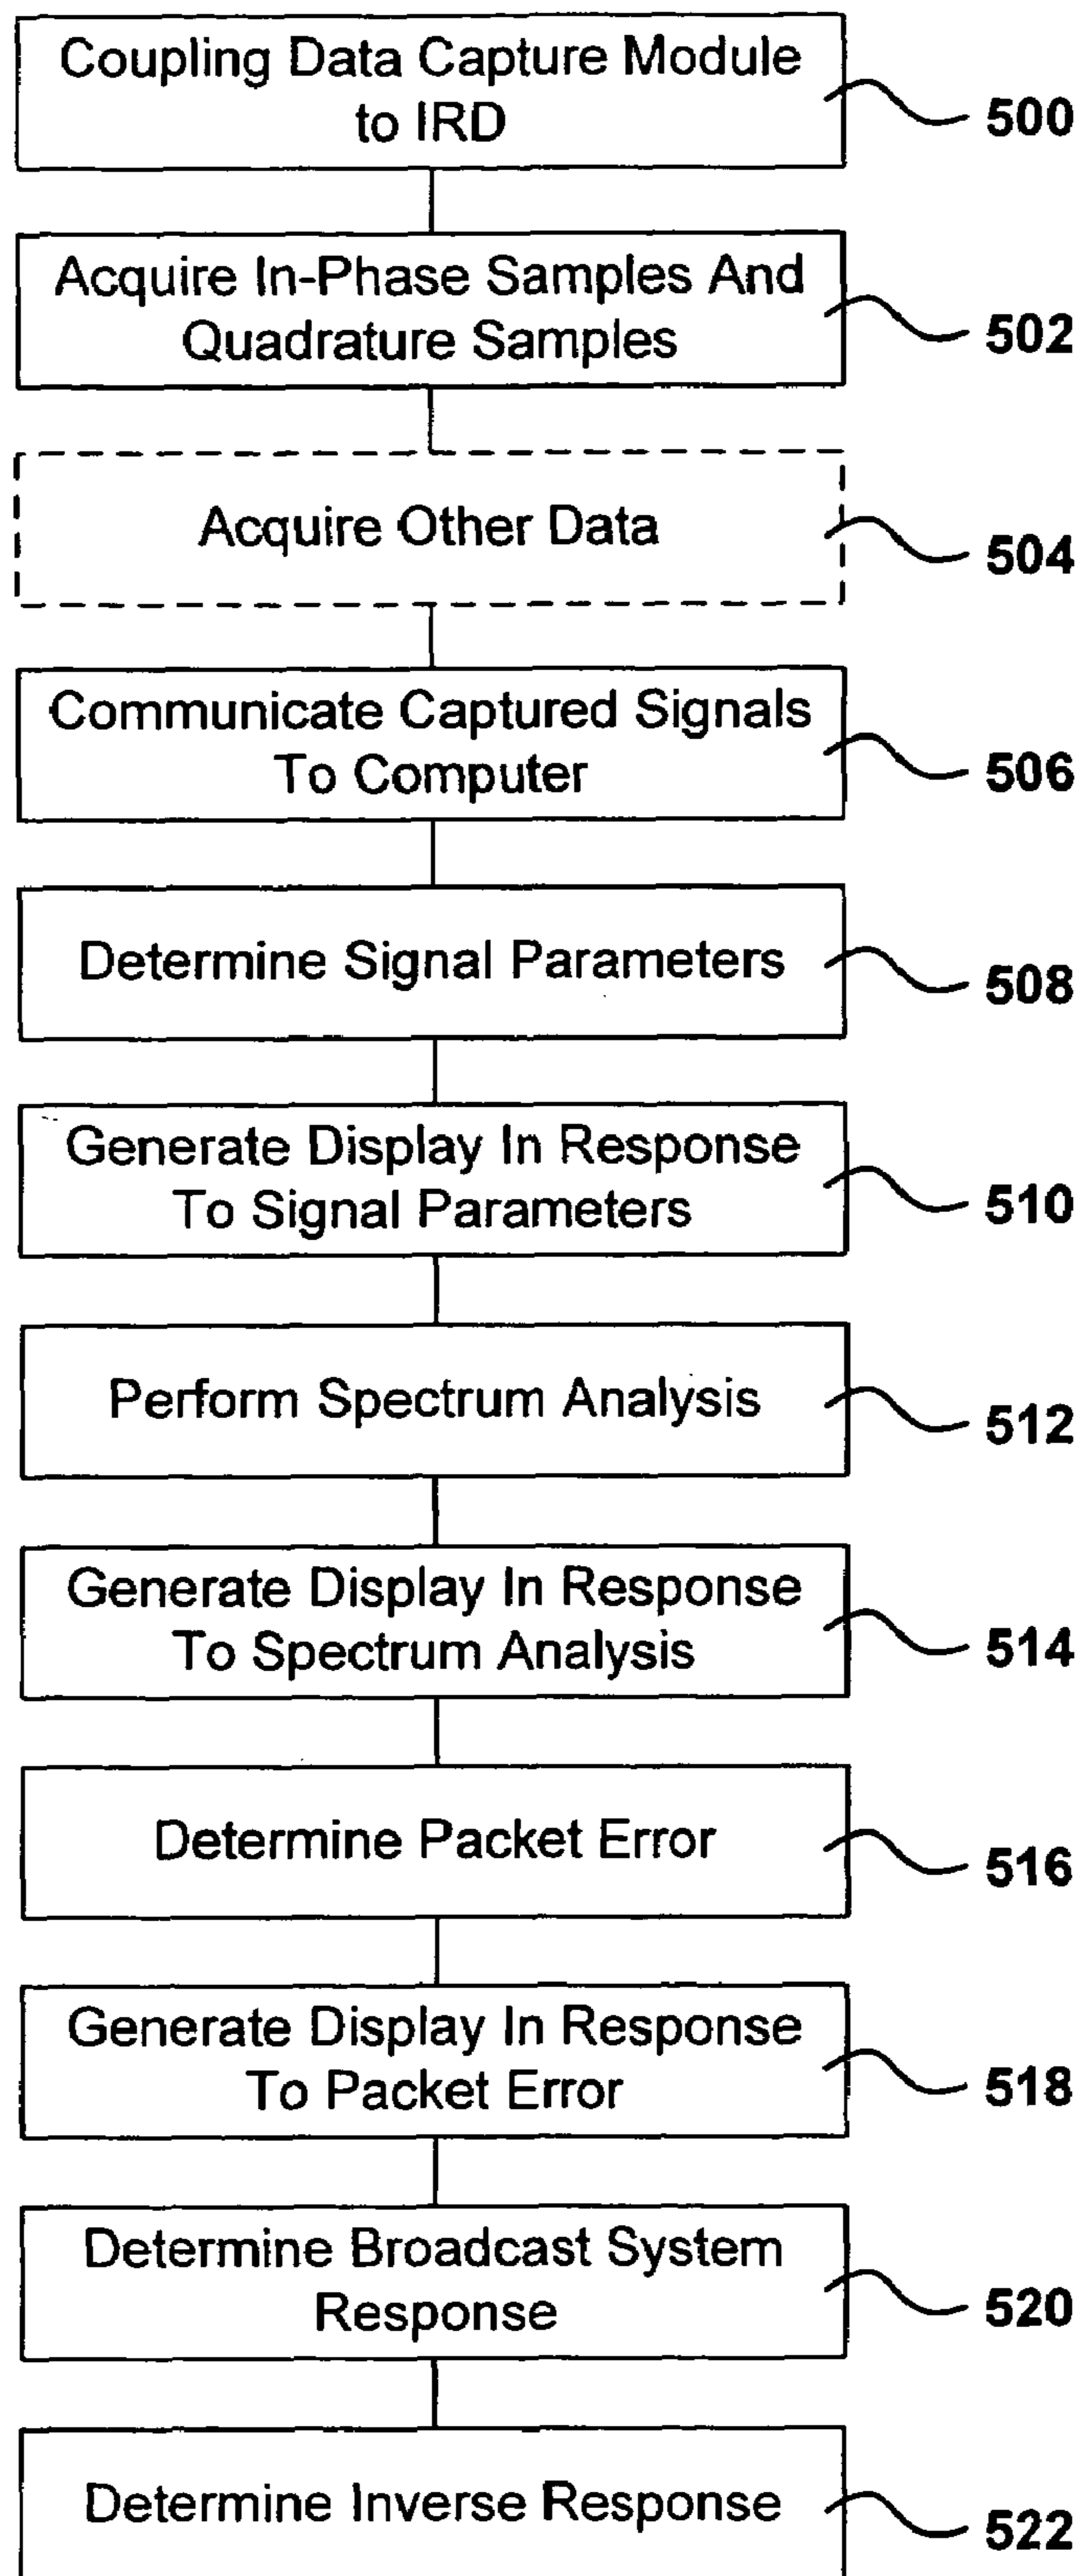 Coupling Data Capture Module
to IRD
500
Acquire In-Phase Samples And
Quadrature Samples
502
Acquire Other Data
504
Communicate Captured Signals
To Computer
506
Determine Signal Parameters
508
Generate Display In Response
To Signal Parameters
510
Perform Spectrum Analysis
512
Generate Display In Response
To Spectrum Analysis
514
Determine Packet Error
516
Generate Display In Response
To Packet Error
518
Determine Broadcast System
Response
520
Determine Inverse Response
522